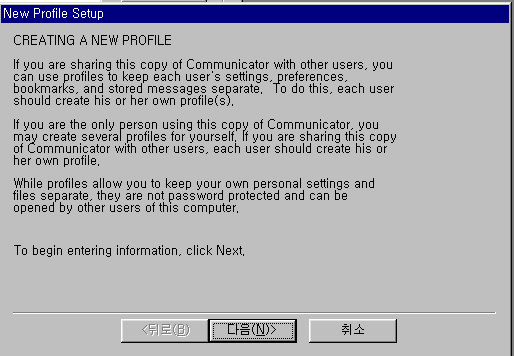 New Profile Setup
CREATING A NEW PROFILE
If you are sharing this copy of Communicator with other users, you
can use profiles to keep each user's settings, preferences,
bookmarks, and stored messages separate. To do this, each user
should create his or her own profile(s).
If you are the only person using this copy of Communicator, you
may create several profiles for yourself. If you are sharing this copy
of Communicator with other users, each user should create his or
her own profile.
While profiles allow you to keep your own personal settings and
files separate, they are not password protected and can be
opened by other users of this computer.
To begin entering information, click Next.
<뒤로(B) 다음(N)> 취소